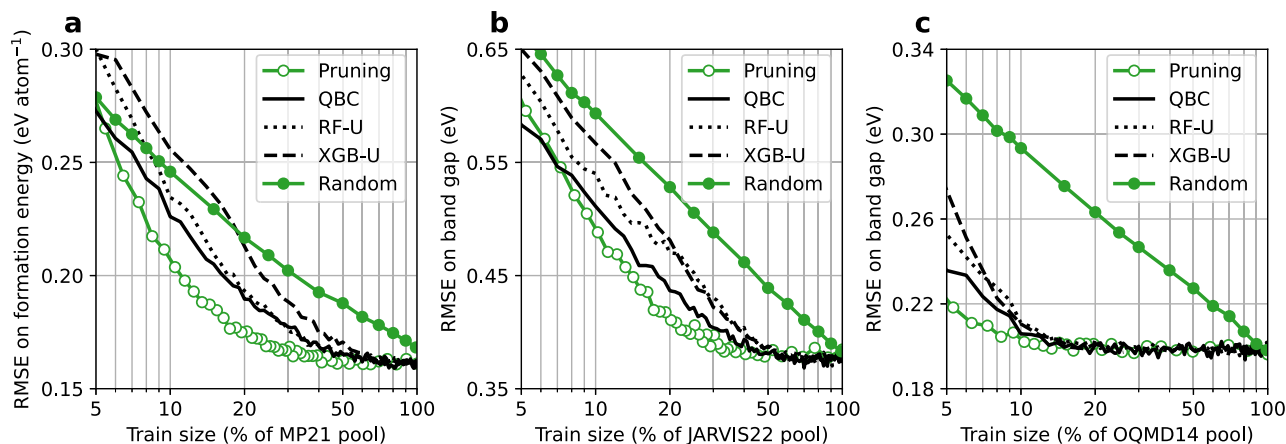 a
RMSE on formation energy (eV atom⁻¹)
0.30
0.25
0.20
0.15
Pruning
QBC
RF-U
XGB-U
Random
5 10 20 50 100
Train size (% of MP21 pool)
b
RMSE on band gap (eV)
0.65
0.55
0.45
0.35
Pruning
QBC
RF-U
XGB-U
Random
5 10 20 50 100
Train size (% of JARVIS22 pool)
c
RMSE on band gap (eV)
0.34
0.30
0.26
0.22
0.18
Pruning
QBC
RF-U
XGB-U
Random
5 10 20 50 100
Train size (% of OQMD14 pool)